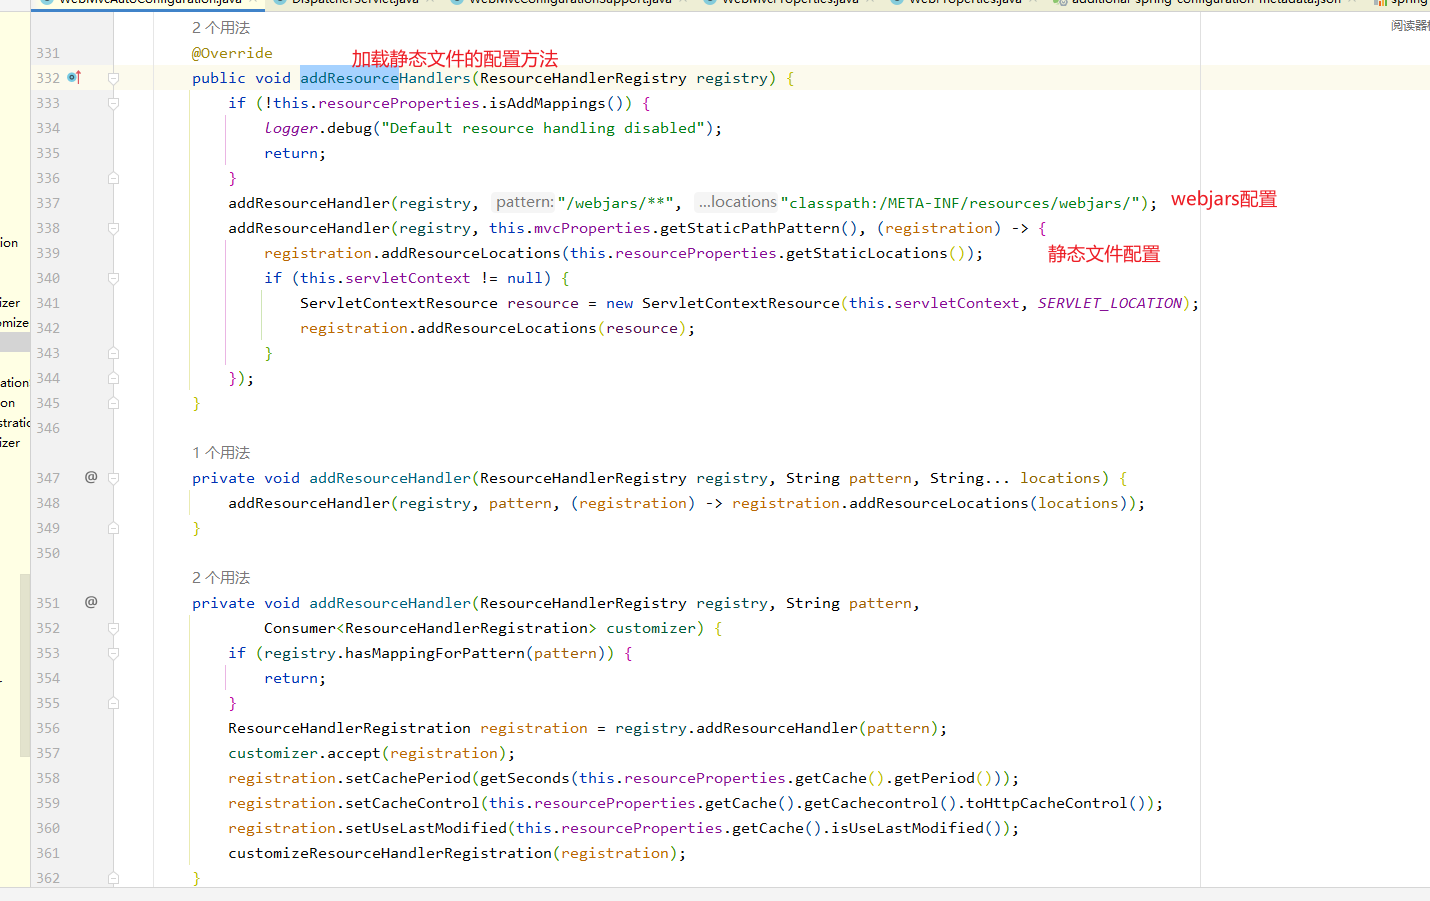 WebMvcAutoConfiguration.java DispatcherServlet.java WebMvcConfigurationSupport.java WebMvcProperties.java WebProperties.java additional-spring-configuration-metadata.json spring
2 个用法
阅读器模
331 @Override
加载静态文件的配置方法
332 public void addResourceHandlers(ResourceHandlerRegistry registry) {
333 if (!this.resourceProperties.isAddMappings()) {
334 logger.debug("Default resource handling disabled");
335 return;
336 }
337 addResourceHandler(registry, pattern: "/webjars/**", ...locations "classpath:/META-INF/resources/webjars/"); webjars配置
338 addResourceHandler(registry, this.mvcProperties.getStaticPathPattern(), (registration) -> {
339 registration.addResourceLocations(this.resourceProperties.getStaticLocations()); 静态文件配置
340 if (this.servletContext != null) {
341 ServletContextResource resource = new ServletContextResource(this.servletContext, SERVLET_LOCATION);
342 registration.addResourceLocations(resource);
343 }
344 });
345 }
346
1 个用法
347 @ private void addResourceHandler(ResourceHandlerRegistry registry, String pattern, String... locations) {
348 addResourceHandler(registry, pattern, (registration) -> registration.addResourceLocations(locations));
349 }
350
2 个用法
351 @ private void addResourceHandler(ResourceHandlerRegistry registry, String pattern,
352 Consumer<ResourceHandlerRegistration> customizer) {
353 if (registry.hasMappingForPattern(pattern)) {
354 return;
355 }
356 ResourceHandlerRegistration registration = registry.addResourceHandler(pattern);
357 customizer.accept(registration);
358 registration.setCachePeriod(getSeconds(this.resourceProperties.getCache().getPeriod()));
359 registration.setCacheControl(this.resourceProperties.getCache().getCachecontrol().toHttpCacheControl());
360 registration.setUseLastModified(this.resourceProperties.getCache().isUseLastModified());
361 customizeResourceHandlerRegistration(registration);
362 }
ion
izer
omize
ation
on
stratio
izer